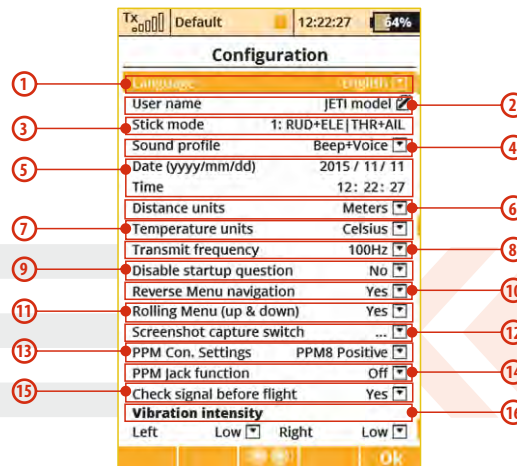 Tx Default 12:22:27 64%
Configuration
1 Language English
User name JETI model 2
3 Stick mode 1: RUD+ELE|THR+AIL
Sound profile Beep+Voice 4
5 Date (yyyy/mm/dd) 2015 / 11/ 11
Time 12: 22: 27
Distance units Meters 6
7 Temperature units Celsius
Transmit frequency 100Hz 8
9 Disable startup question No
Reverse Menu navigation Yes 10
11 Rolling Menu (up & down) Yes
Screenshot capture switch ... 12
13 PPM Con. Settings PPM8 Positive
PPM Jack function Off 14
15 Check signal before flight Yes
Vibration intensity 16
Left Low Right Low
Ok